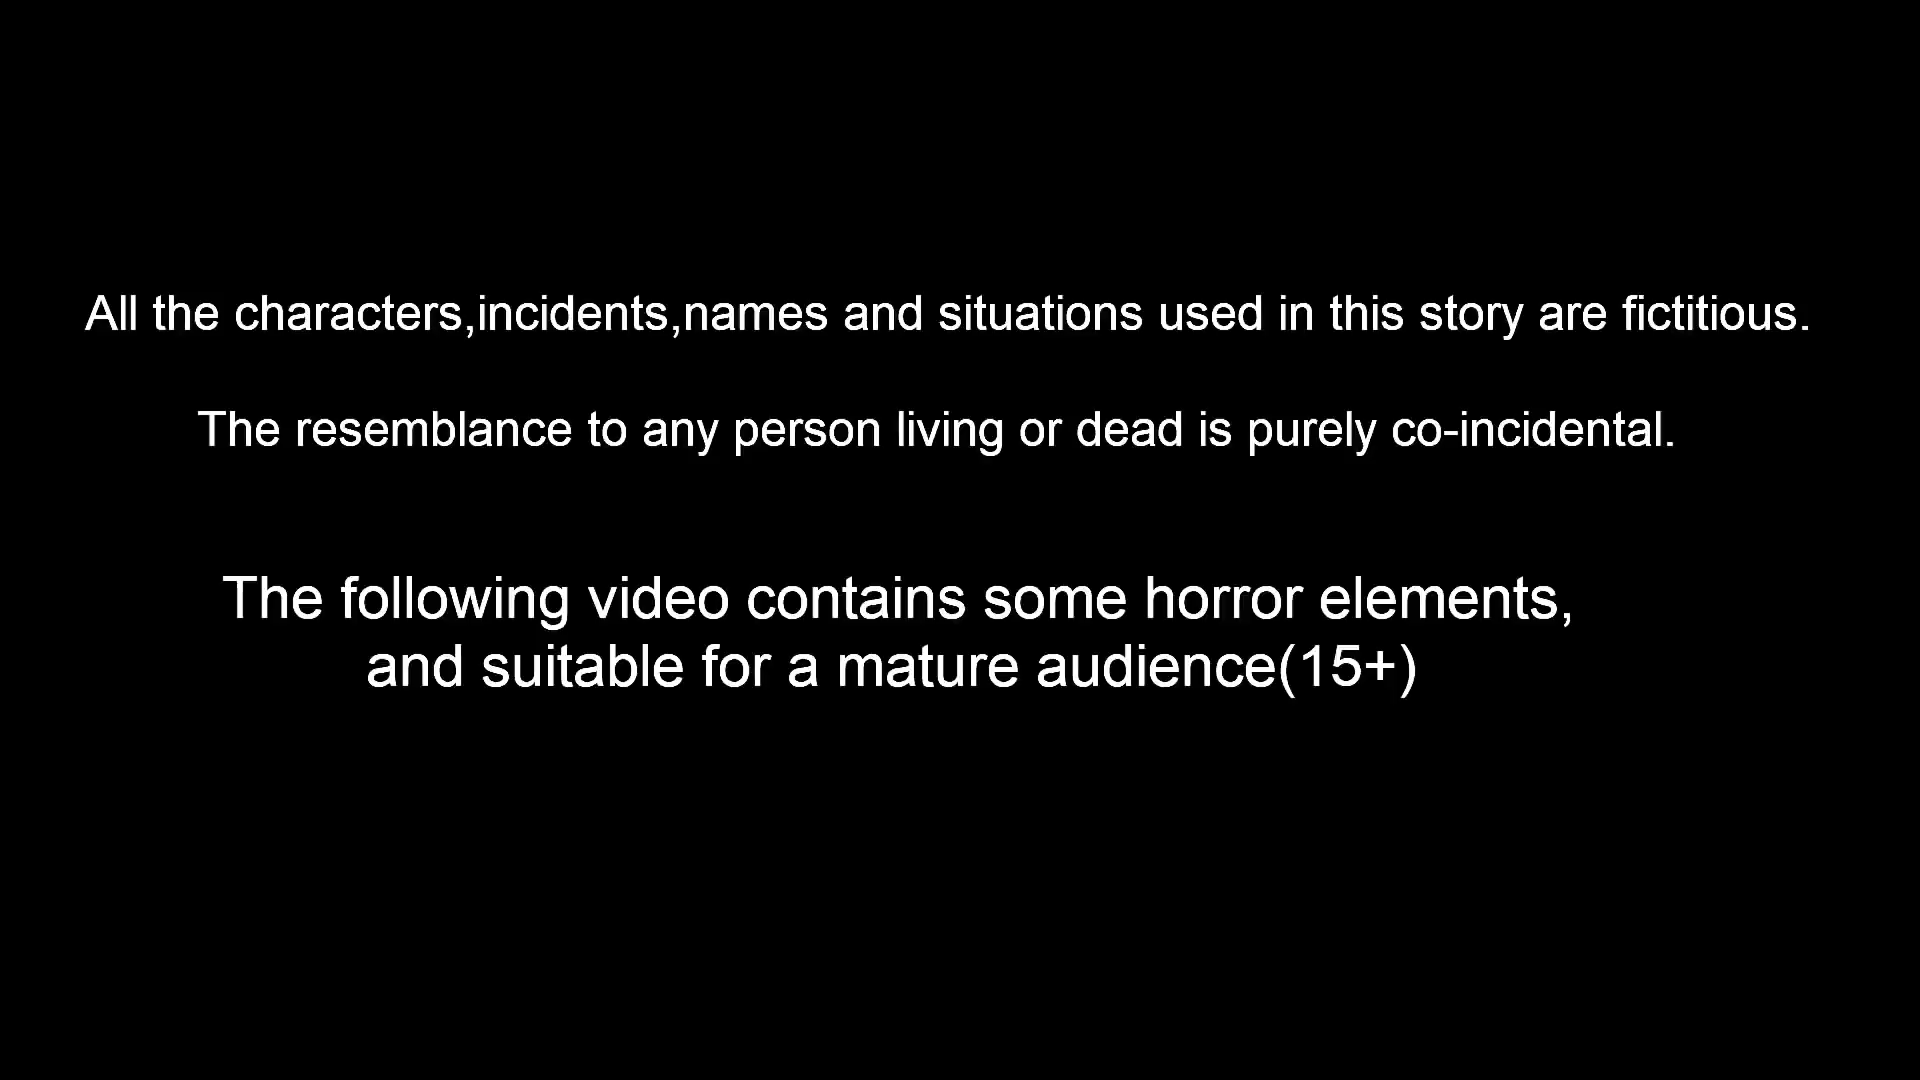 All the characters,incidents,names and situations used in this story are fictitious.
The resemblance to any person living or dead is purely co-incidental.
The following video contains some horror elements,
and suitable for a mature audience(15+)